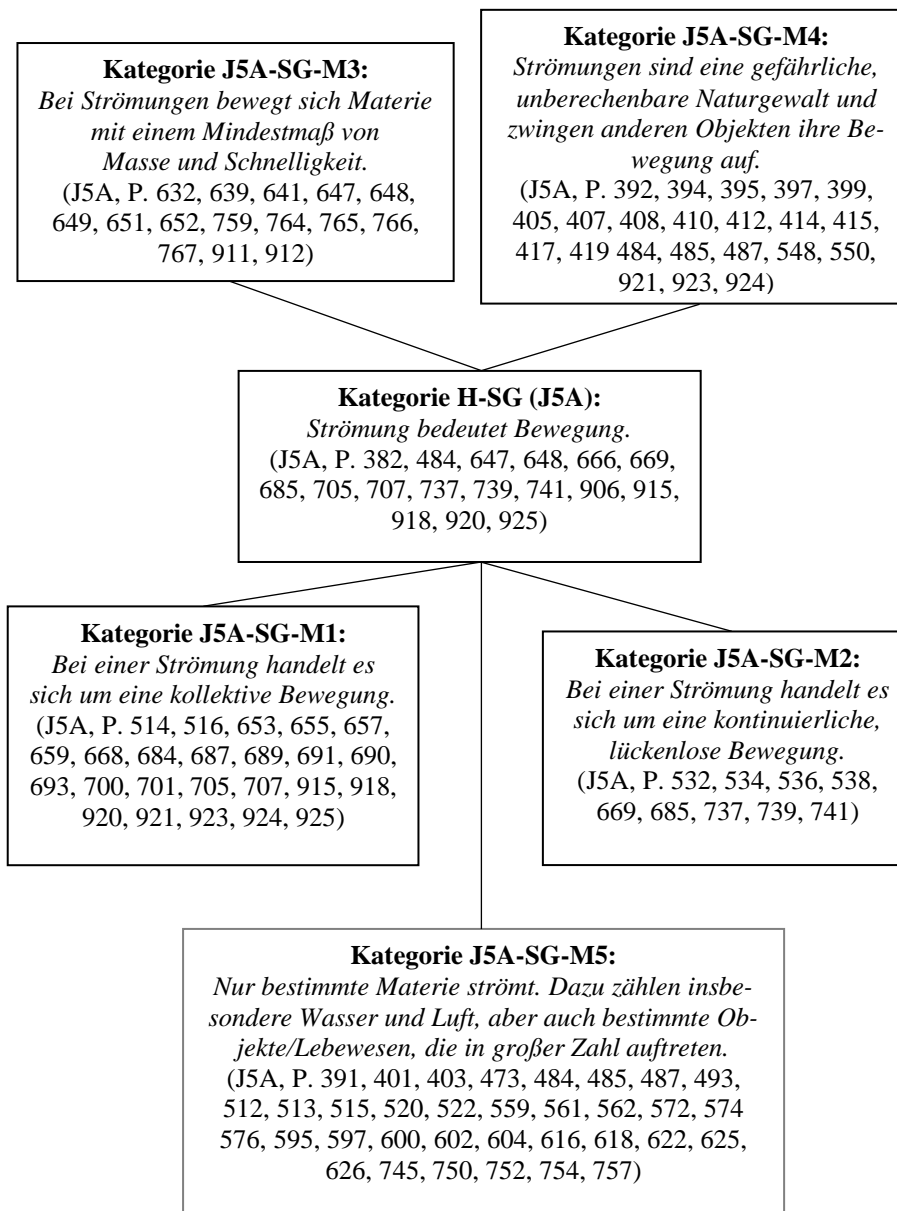 Kategorie J5A-SG-M3:
Bei Strömungen bewegt sich Materie
mit einem Mindestmaß von
Masse und Schnelligkeit.
(J5A, P. 632, 639, 641, 647, 648,
649, 651, 652, 759, 764, 765, 766,
767, 911, 912)
Kategorie J5A-SG-M4:
Strömungen sind eine gefährliche,
unberechenbare Naturgewalt und
zwingen anderen Objekten ihre Be-
wegung auf.
(J5A, P. 392, 394, 395, 397, 399,
405, 407, 408, 410, 412, 414, 415,
417, 419 484, 485, 487, 548, 550,
921, 923, 924)
Kategorie H-SG (J5A):
Strömung bedeutet Bewegung.
(J5A, P. 382, 484, 647, 648, 666, 669,
685, 705, 707, 737, 739, 741, 906, 915,
918, 920, 925)
Kategorie J5A-SG-M1:
Bei einer Strömung handelt es
sich um eine kollektive Bewegung.
(J5A, P. 514, 516, 653, 655, 657,
659, 668, 684, 687, 689, 691, 690,
693, 700, 701, 705, 707, 915, 918,
920, 921, 923, 924, 925)
Kategorie J5A-SG-M2:
Bei einer Strömung handelt es
sich um eine kontinuierliche,
lückenlose Bewegung.
(J5A, P. 532, 534, 536, 538,
669, 685, 737, 739, 741)
Kategorie J5A-SG-M5:
Nur bestimmte Materie strömt. Dazu zählen insbe-
sondere Wasser und Luft, aber auch bestimmte Ob-
jekte/Lebewesen, die in großer Zahl auftreten.
(J5A, P. 391, 401, 403, 473, 484, 485, 487, 493,
512, 513, 515, 520, 522, 559, 561, 562, 572, 574
576, 595, 597, 600, 602, 604, 616, 618, 622, 625,
626, 745, 750, 752, 754, 757)